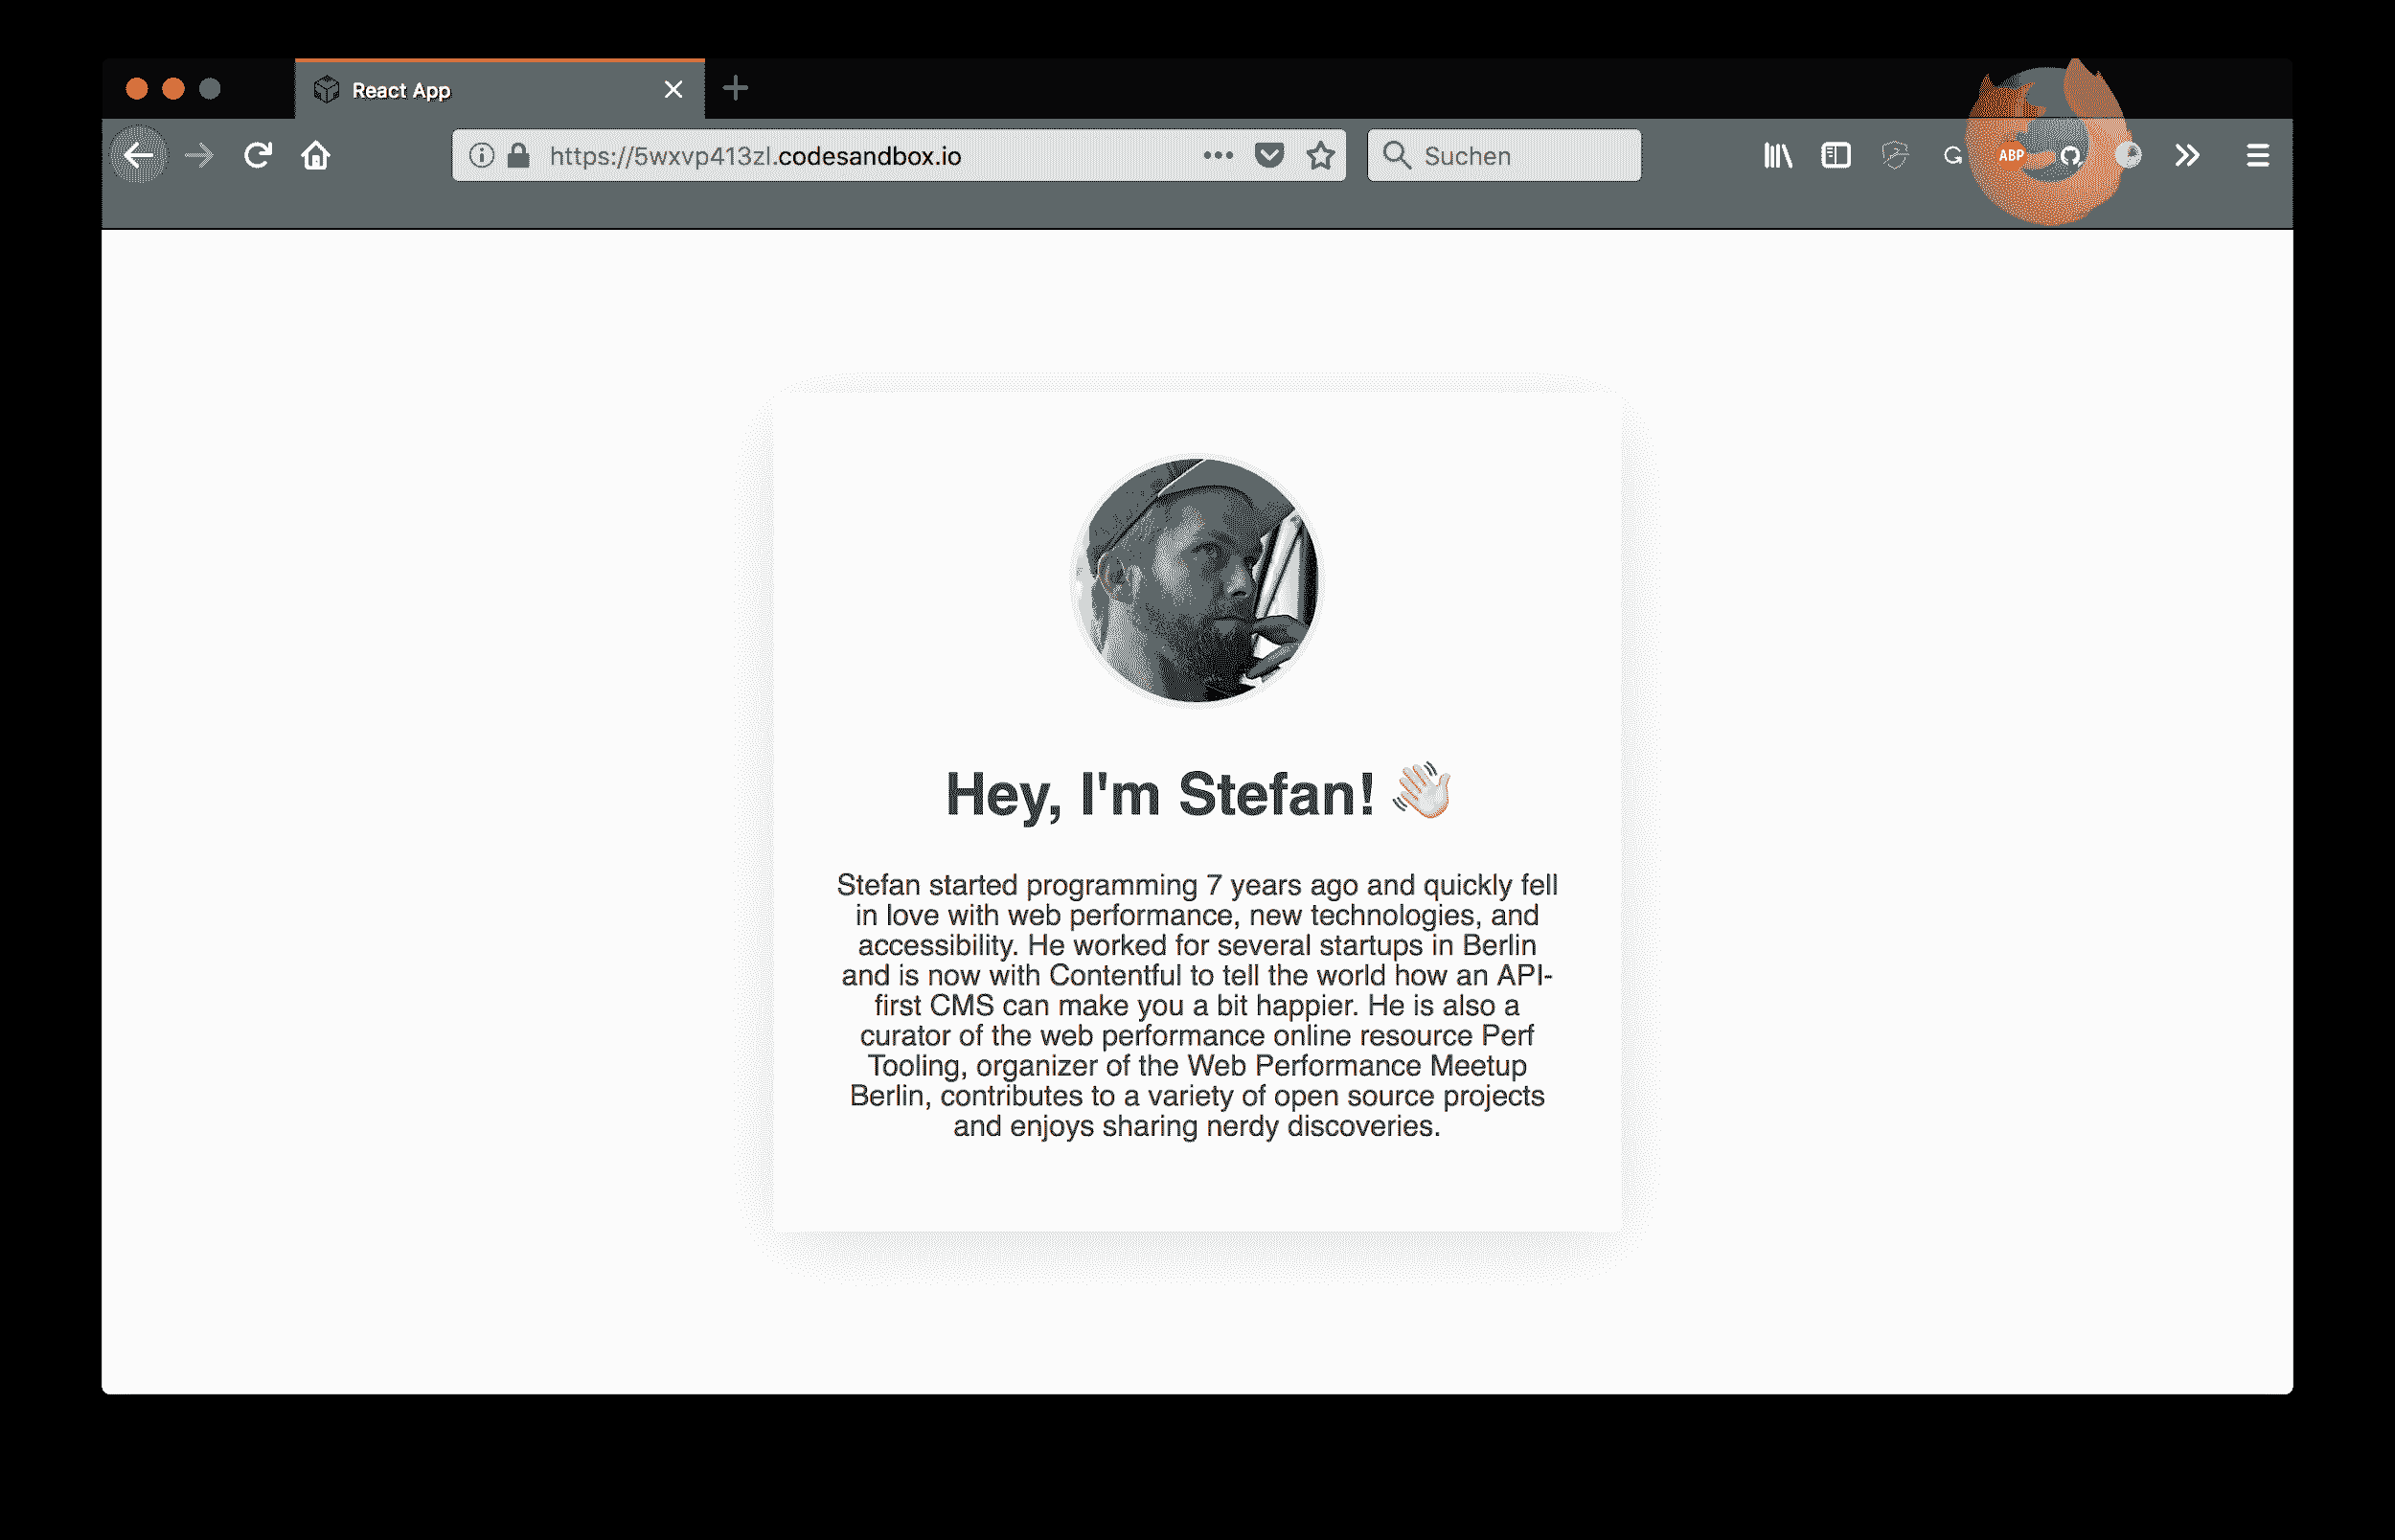 React App
https://5wxvp413zl.codesandbox.io
Suchen
ABP
Hey, I'm Stefan! 👋
Stefan started programming 7 years ago and quickly fell
in love with web performance, new technologies, and
accessibility. He worked for several startups in Berlin
and is now with Contentful to tell the world how an API-
first CMS can make you a bit happier. He is also a
curator of the web performance online resource Perf
Tooling, organizer of the Web Performance Meetup
Berlin, contributes to a variety of open source projects
and enjoys sharing nerdy discoveries.